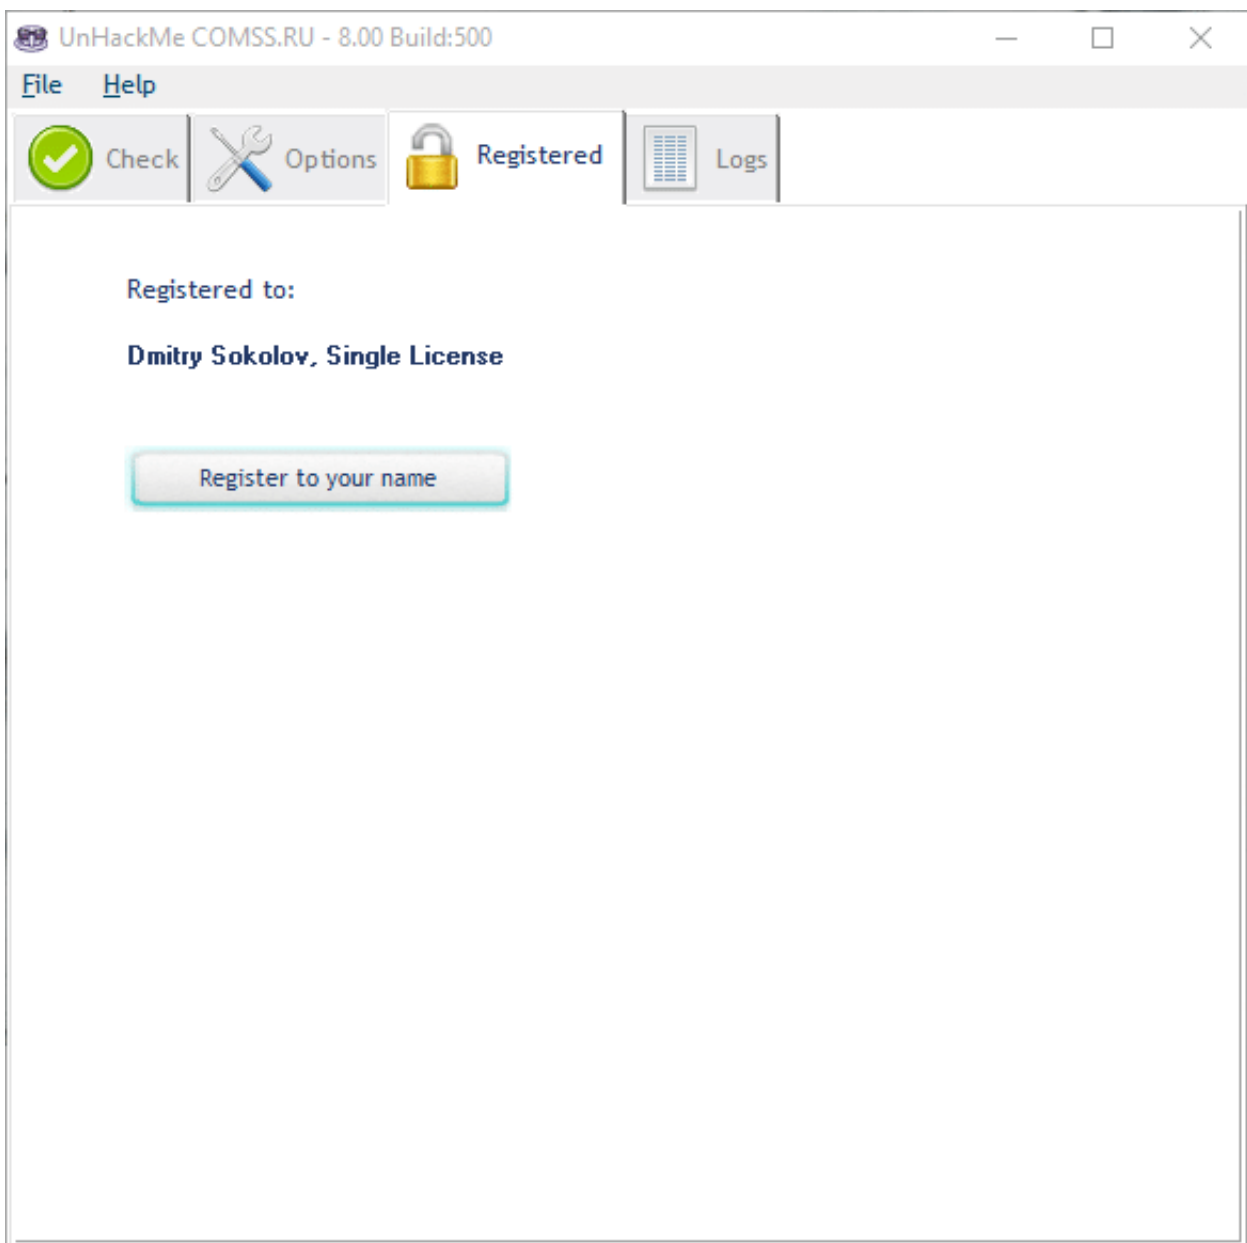 UnHackMe COMSS.RU - 8.00 Build:500
File Help
Check Options Registered Logs
Registered to:
Dmitry Sokolov, Single License
Register to your name